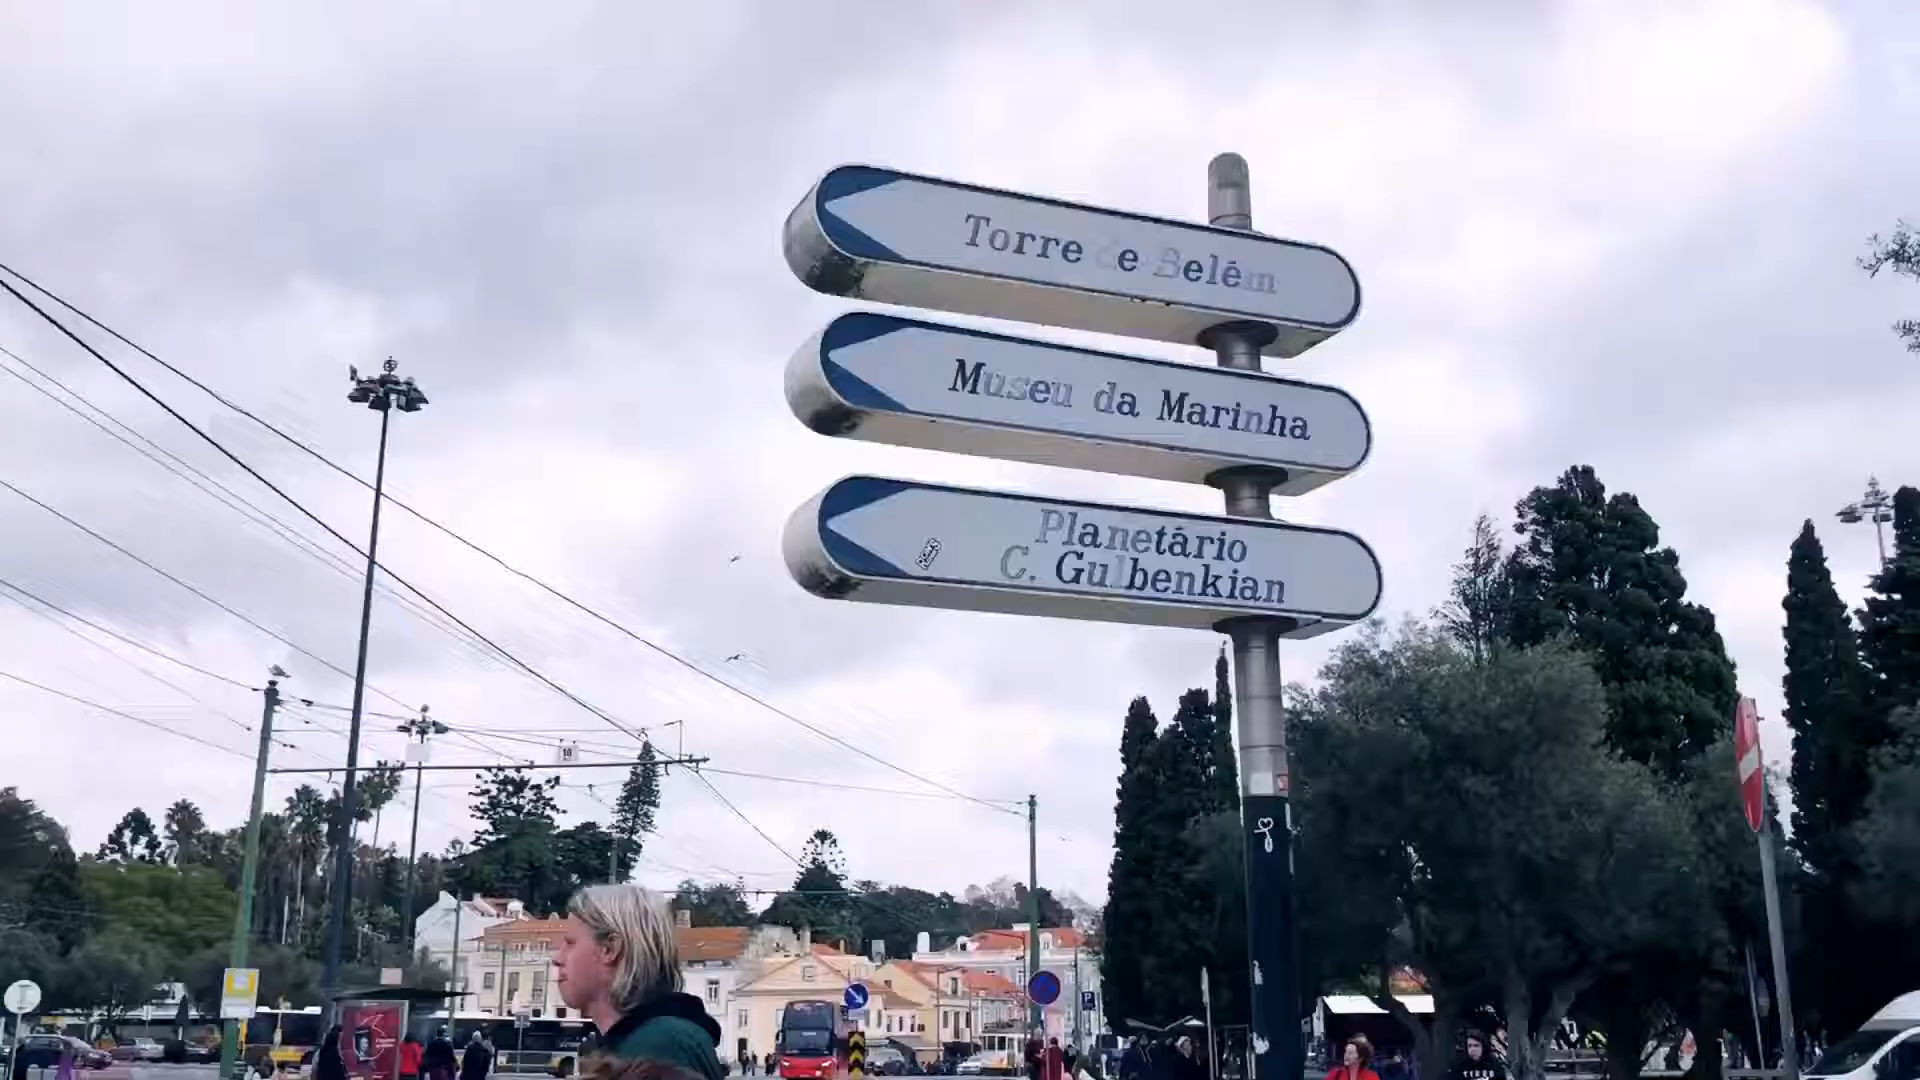 Torre de Belém
Museu da Marinha
Planetário
C. Gulbenkian
P